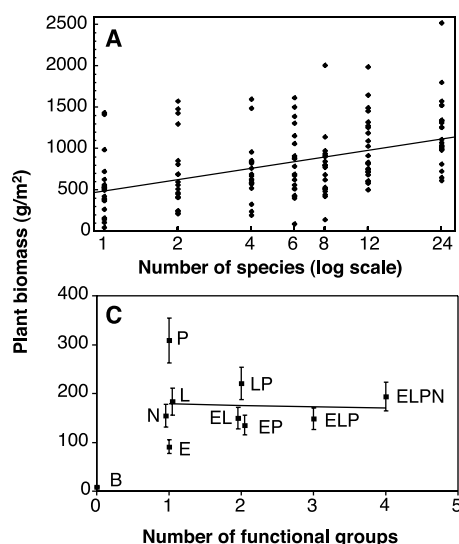 Plant biomass (g/m²)
A
2500
2000
1500
1000
500
0
1 2 4 6 8 12 24
Number of species (log scale)
C
400
300
200
100
0
P
LP
L
ELPN
N
EL
ELP
EP
E
B
0 1 2 3 4 5
Number of functional groups